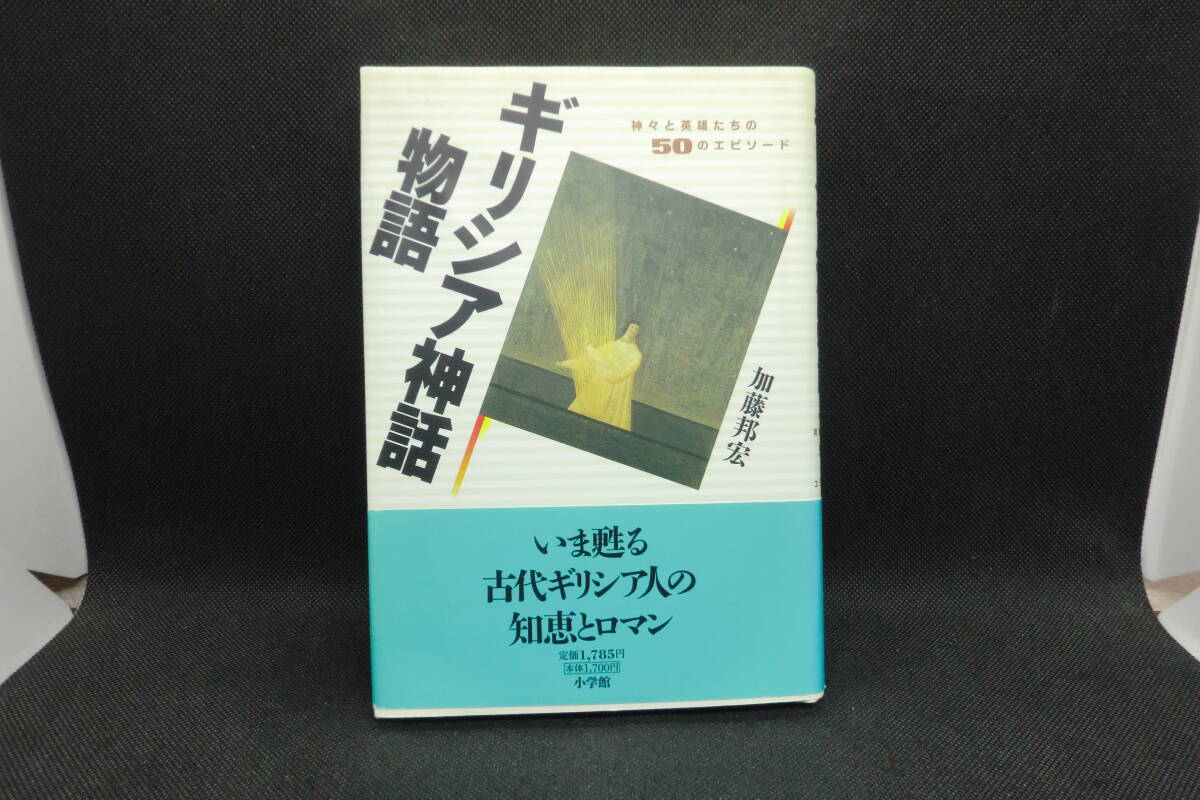 ギリシア神話
物語
神々と英雄たちの
50のエピソード
加藤邦宏
いま甦る
古代ギリシア人の
知恵とロマン
定価1,785円
本体1,700円
小学館